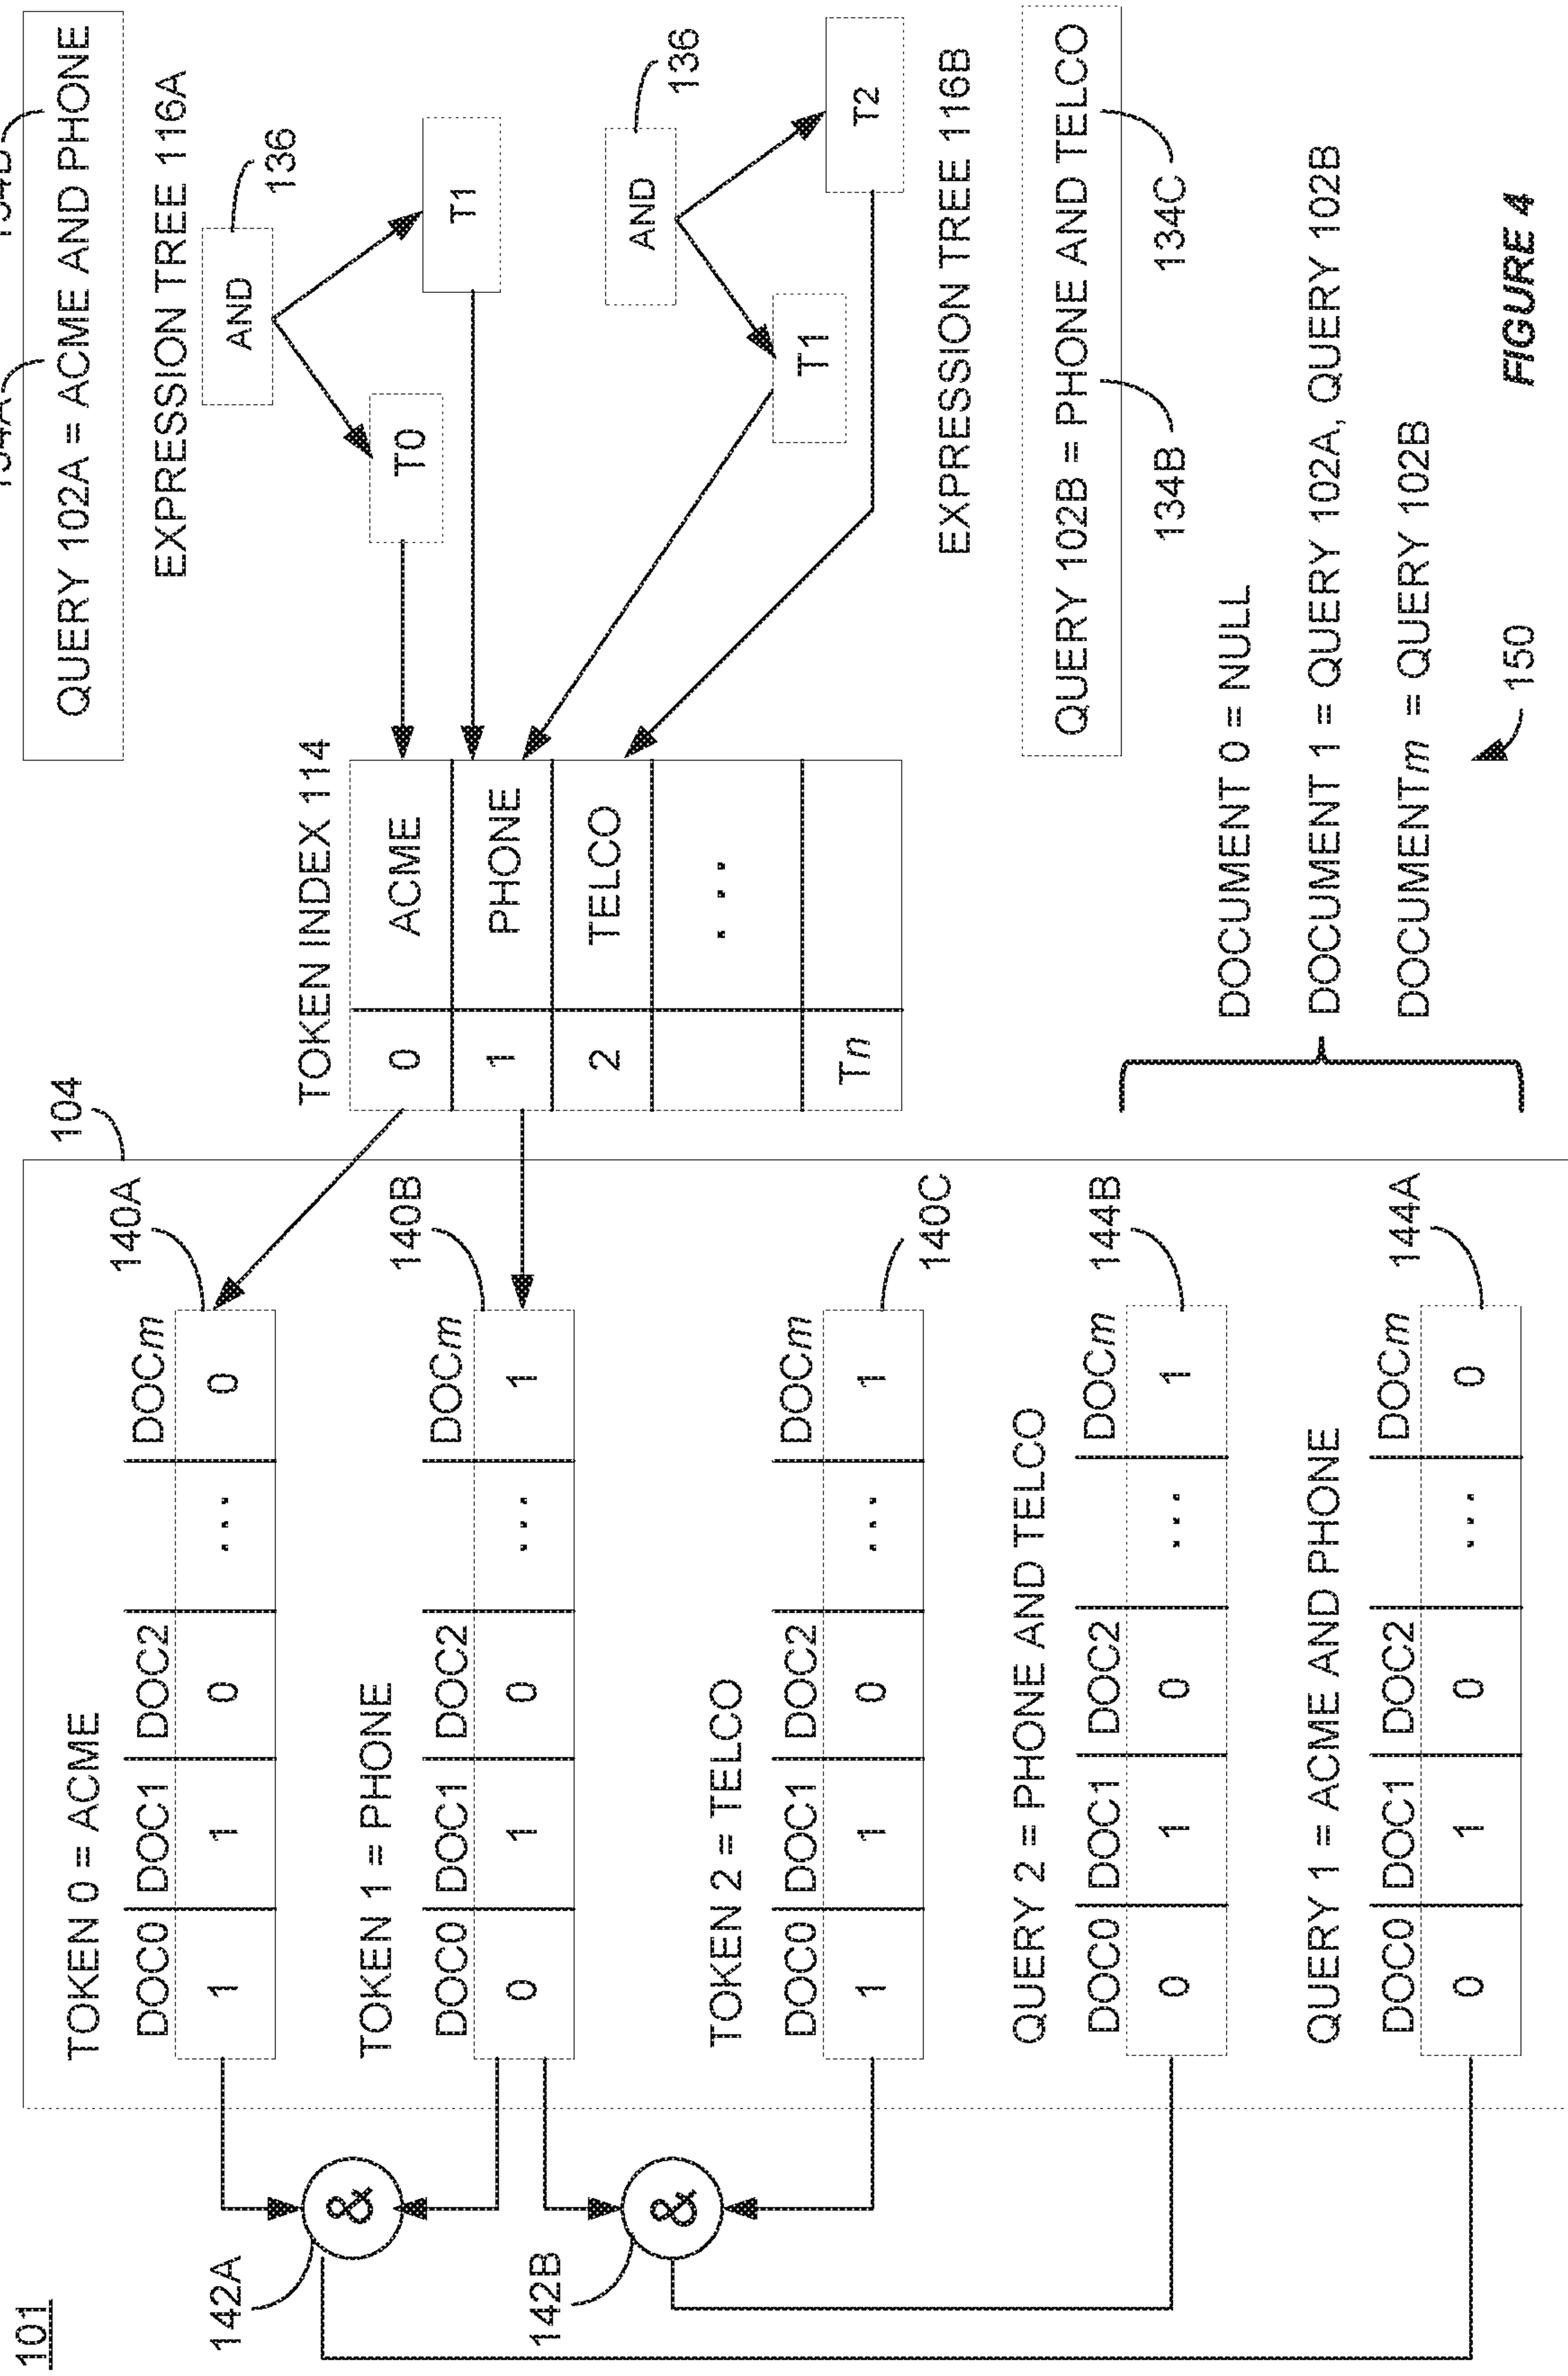 101
104
TOKEN 0 = ACME
DOC0 DOC1 DOC2 DOCm
1 1 0 ... 0
140A
TOKEN 1 = PHONE
DOC0 DOC1 DOC2 DOCm
0 1 0 ... 1
140B
TOKEN 2 = TELCO
DOC0 DOC1 DOC2 DOCm
1 1 0 ... 1
140C
QUERY 2 = PHONE AND TELCO
DOC0 DOC1 DOC2 DOCm
0 1 0 ... 1
144B
QUERY 1 = ACME AND PHONE
DOC0 DOC1 DOC2 DOCm
0 1 0 ... 0
144A
&
142A
&
142B
TOKEN INDEX 114
0 ACME
1 PHONE
2 TELCO
...
Tn
134A
QUERY 102A = ACME AND PHONE
EXPRESSION TREE 116A
AND
136
T0
T1
AND
136
T1
T2
EXPRESSION TREE 116B
QUERY 102B = PHONE AND TELCO
134B
134C
DOCUMENT 0 = NULL
DOCUMENT 1 = QUERY 102A, QUERY 102B
DOCUMENTm = QUERY 102B
150
FIGURE 4